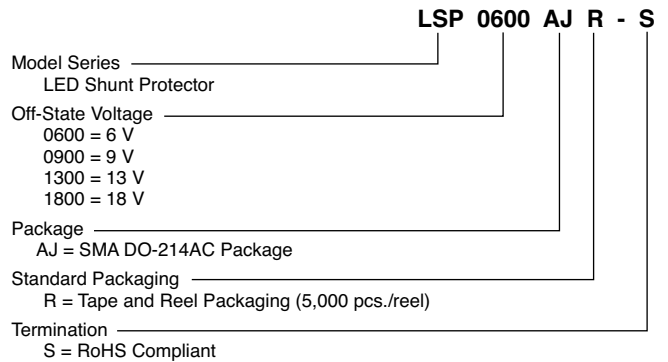 LSP 0600 AJ R - S
Model Series
LED Shunt Protector
Off-State Voltage
0600 = 6 V
0900 = 9 V
1300 = 13 V
1800 = 18 V
Package
AJ = SMA DO-214AC Package
Standard Packaging
R = Tape and Reel Packaging (5,000 pcs./reel)
Termination
S = RoHS Compliant